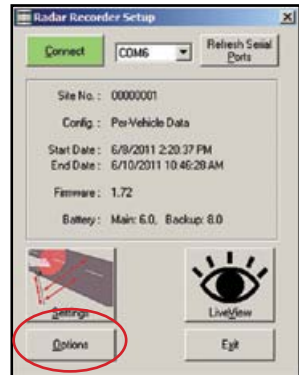 Radar Recorder Setup
Connect
COM6
Refresh Serial
Ports
Site No. : 00000001
Config. : Per-Vehicle Data
Start Date : 6/8/2011 2:20:37 PM
End Date : 6/10/2011 10:46:28 AM
Firmware : 1.72
Battery : Main: 6.0, Backup: 8.0
Settings
LiveView
Options
Exit